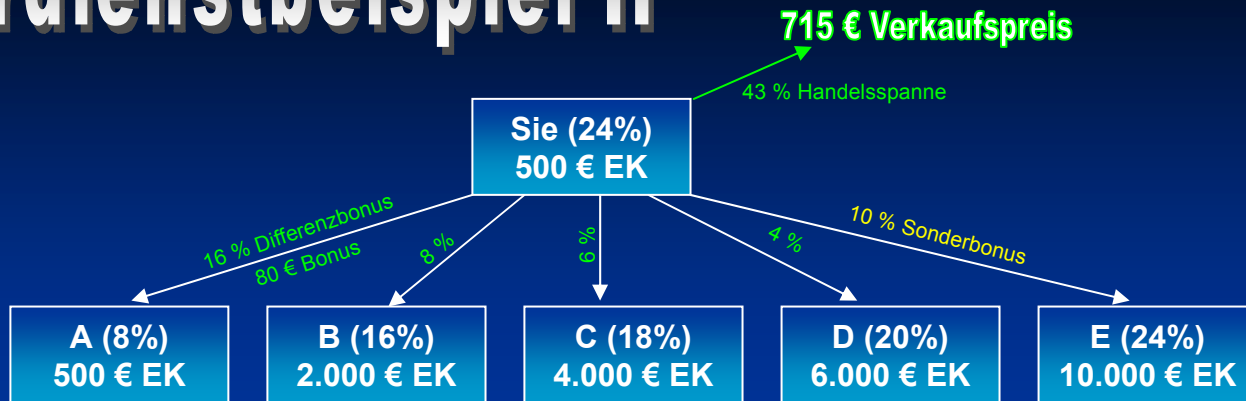 715 € Verkaufspreis
43 % Handelsspanne
Sie (24%)
500 € EK
16 % Differenzbonus
80 € Bonus
8 %
6 %
4 %
10 % Sonderbonus
A (8%)
500 € EK
B (16%)
2.000 € EK
C (18%)
4.000 € EK
D (20%)
6.000 € EK
E (24%)
10.000 € EK